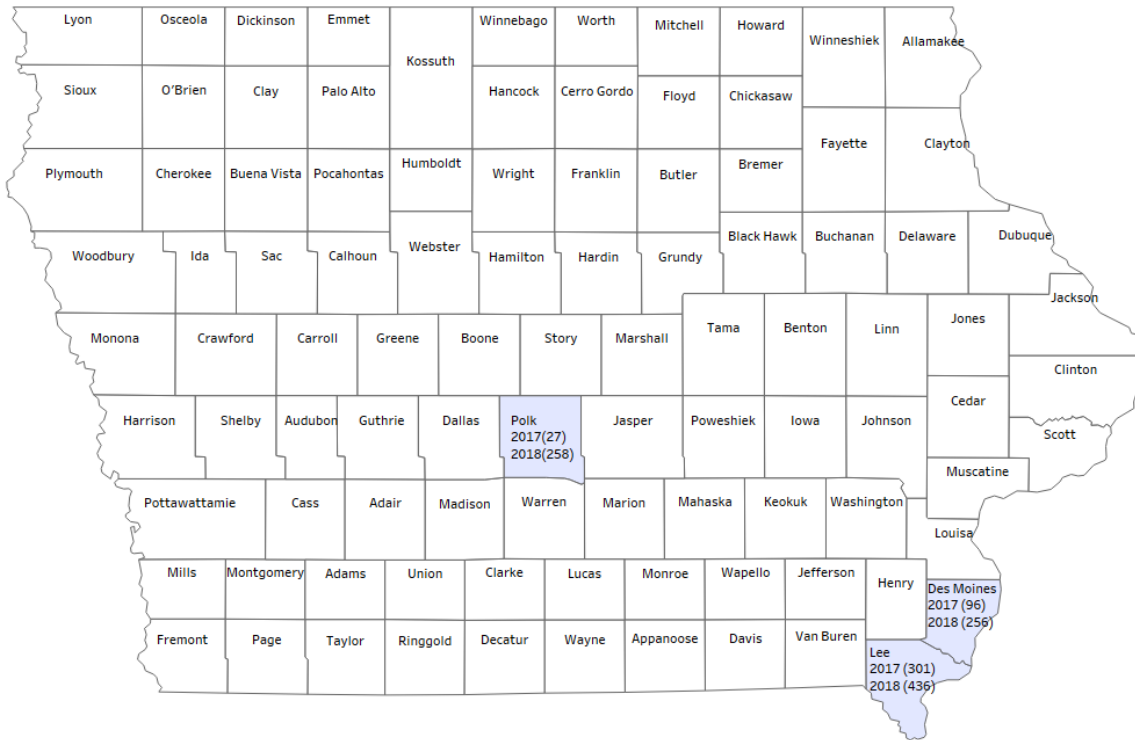 Lyon
Osceola
Dickinson
Emmet
Kossuth
Winnebago
Worth
Mitchell
Howard
Winneshiek
Allamakee
Sioux
O’Brien
Clay
Palo Alto
Hancock
Cerro Gordo
Floyd
Chickasaw
Fayette
Clayton
Plymouth
Cherokee
Buena Vista
Pocahontas
Humboldt
Wright
Franklin
Butler
Bremer
Woodbury
Ida
Sac
Calhoun
Webster
Hamilton
Hardin
Grundy
Black Hawk
Buchanan
Delaware
Dubuque
Monona
Crawford
Carroll
Greene
Boone
Story
Marshall
Tama
Benton
Linn
Jones
Jackson
Clinton
Harrison
Shelby
Audubon
Guthrie
Dallas
Polk
2017(27)
2018(258)
Jasper
Poweshiek
Iowa
Johnson
Cedar
Scott
Muscatine
Pottawattamie
Cass
Adair
Madison
Warren
Marion
Mahaska
Keokuk
Washington
Louisa
Mills
Montgomery
Adams
Union
Clarke
Lucas
Monroe
Wapello
Jefferson
Henry
Des Moines
2017 (96)
2018 (256)
Fremont
Page
Taylor
Ringgold
Decatur
Wayne
Appanoose
Davis
Van Buren
Lee
2017 (301)
2018 (436)